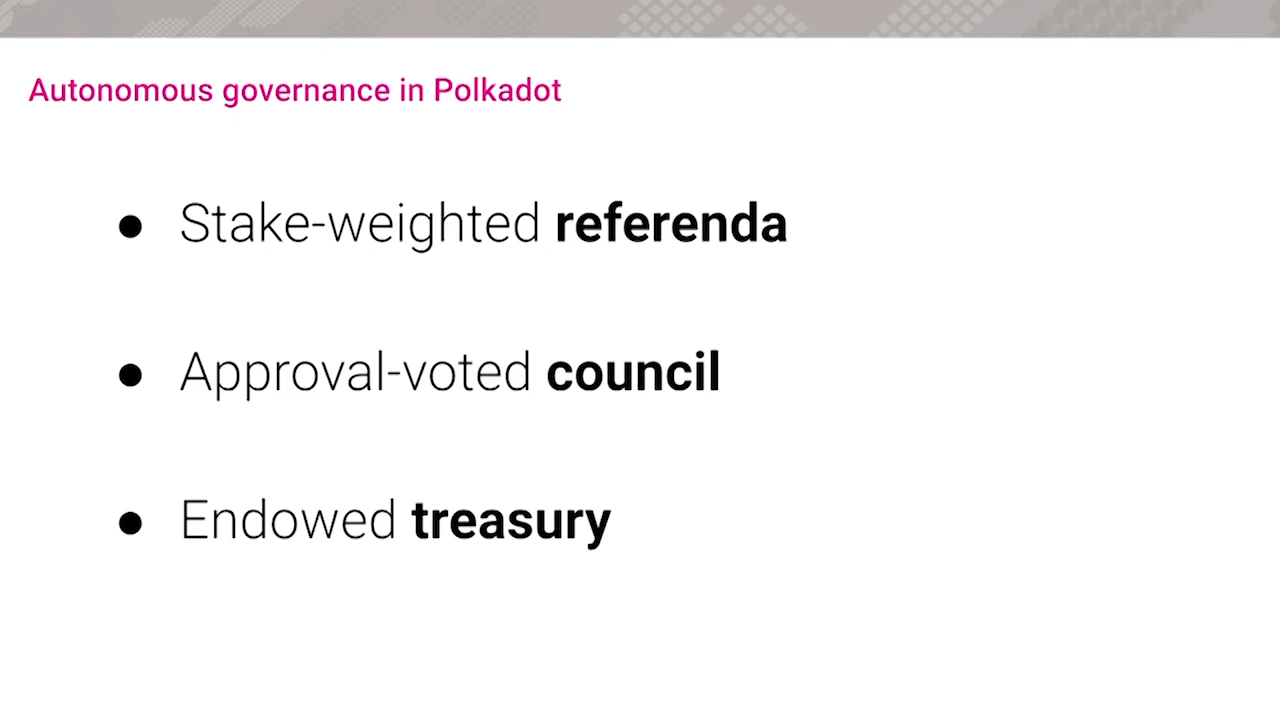 Autonomous governance in Polkadot
● Stake-weighted referenda
● Approval-voted council
● Endowed treasury